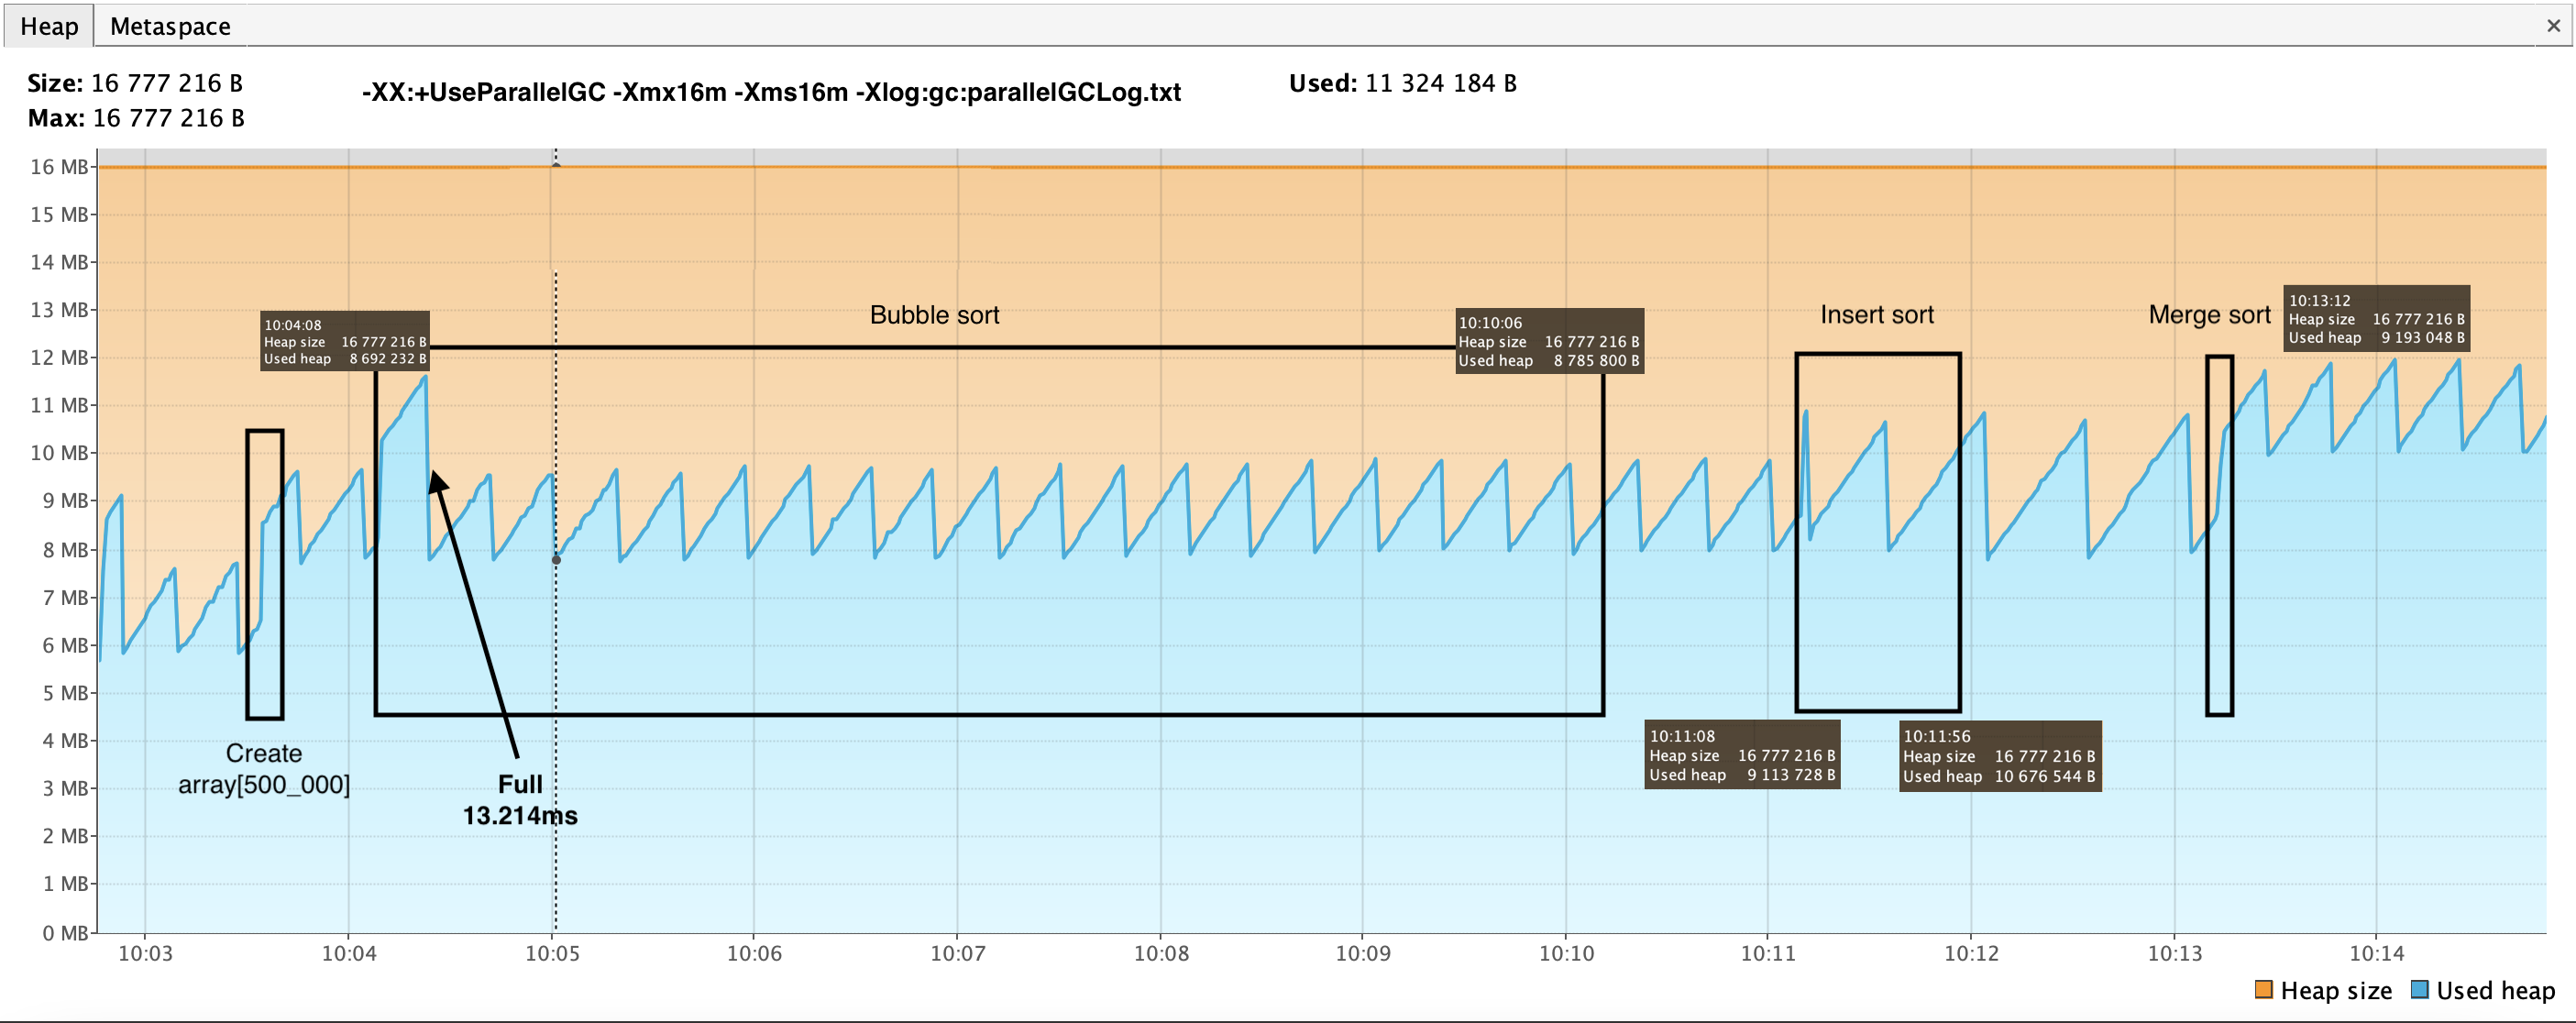 Heap Metaspace
Size: 16 777 216 B
Max: 16 777 216 B
-XX:+UseParallelGC -Xmx16m -Xms16m -Xlog:gc:parallelGCLog.txt
Used: 11 324 184 B
16 MB
15 MB
14 MB
13 MB
12 MB
11 MB
10 MB
9 MB
8 MB
7 MB
6 MB
5 MB
4 MB
3 MB
2 MB
1 MB
0 MB
10:04:08
Heap size 16 777 216 B
Used heap 8 692 232 B
Bubble sort
10:10:06
Heap size 16 777 216 B
Used heap 8 785 800 B
Insert sort
Merge sort
10:13:12
Heap size 16 777 216 B
Used heap 9 193 048 B
Create
array[500_000]
Full
13.214ms
10:11:08
Heap size 16 777 216 B
Used heap 9 113 728 B
10:11:56
Heap size 16 777 216 B
Used heap 10 676 544 B
10:03 10:04 10:05 10:06 10:07 10:08 10:09 10:10 10:11 10:12 10:13 10:14
Heap size Used heap